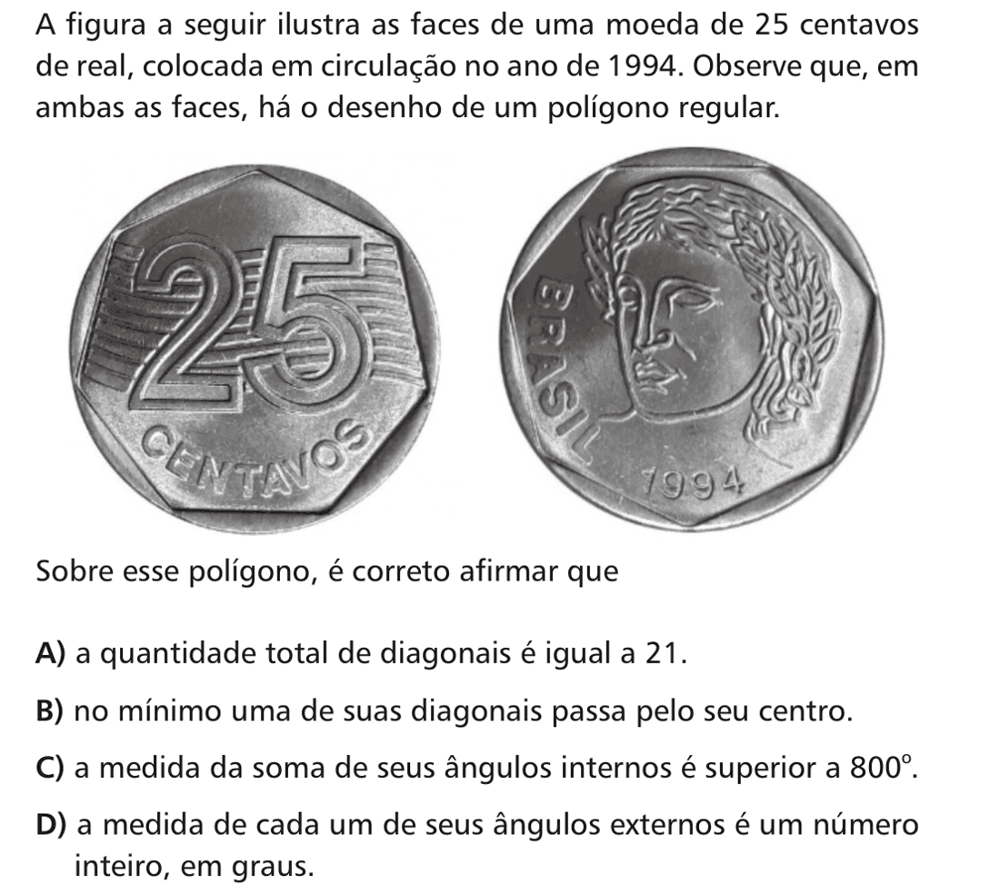 A figura a seguir ilustra as faces de uma moeda de 25 centavos
de real, colocada em circulação no ano de 1994. Observe que, em
ambas as faces, há o desenho de um polígono regular.
25
CENTAVOS
BRASIL
1994
Sobre esse polígono, é correto afirmar que
A) a quantidade total de diagonais é igual a 21.
B) no mínimo uma de suas diagonais passa pelo seu centro.
C) a medida da soma de seus ângulos internos é superior a 800º.
D) a medida de cada um de seus ângulos externos é um número
inteiro, em graus.